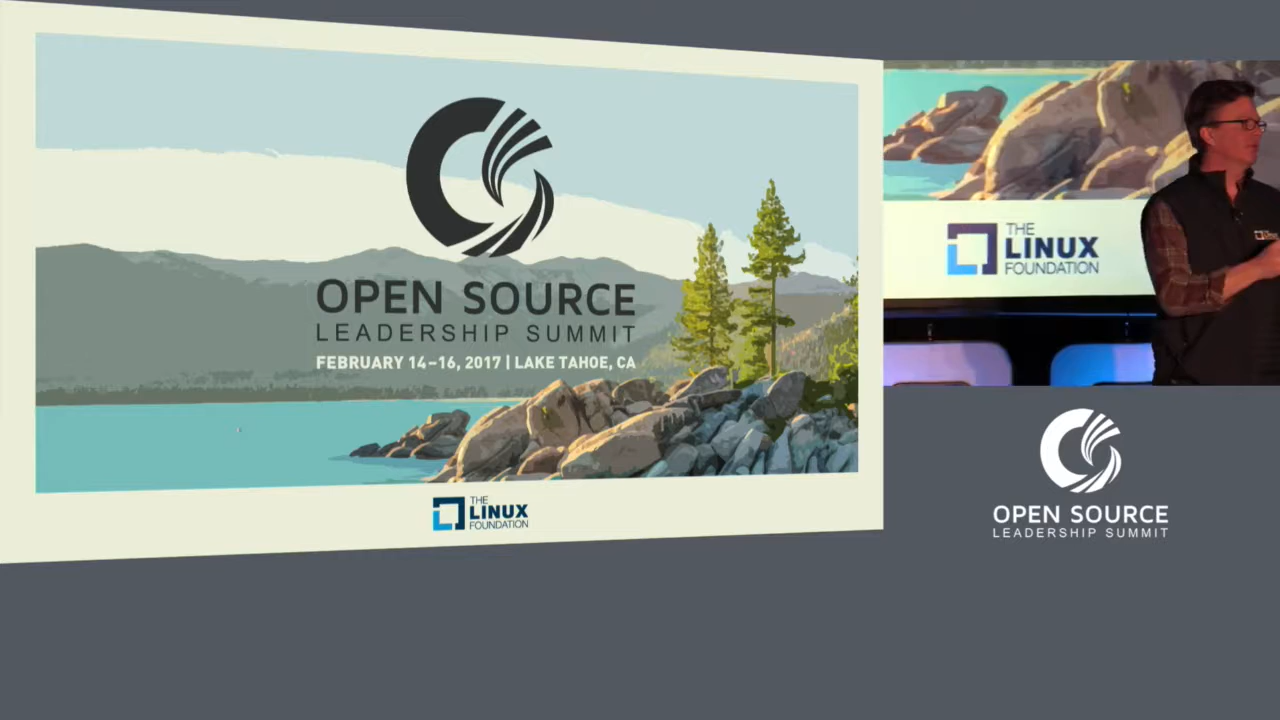 OPEN SOURCE
LEADERSHIP SUMMIT
FEBRUARY 14–16, 2017 | LAKE TAHOE, CA
THE
LINUX
FOUNDATION
THE
LINUX
FOUNDATION
OPEN SOURCE
LEADERSHIP SUMMIT